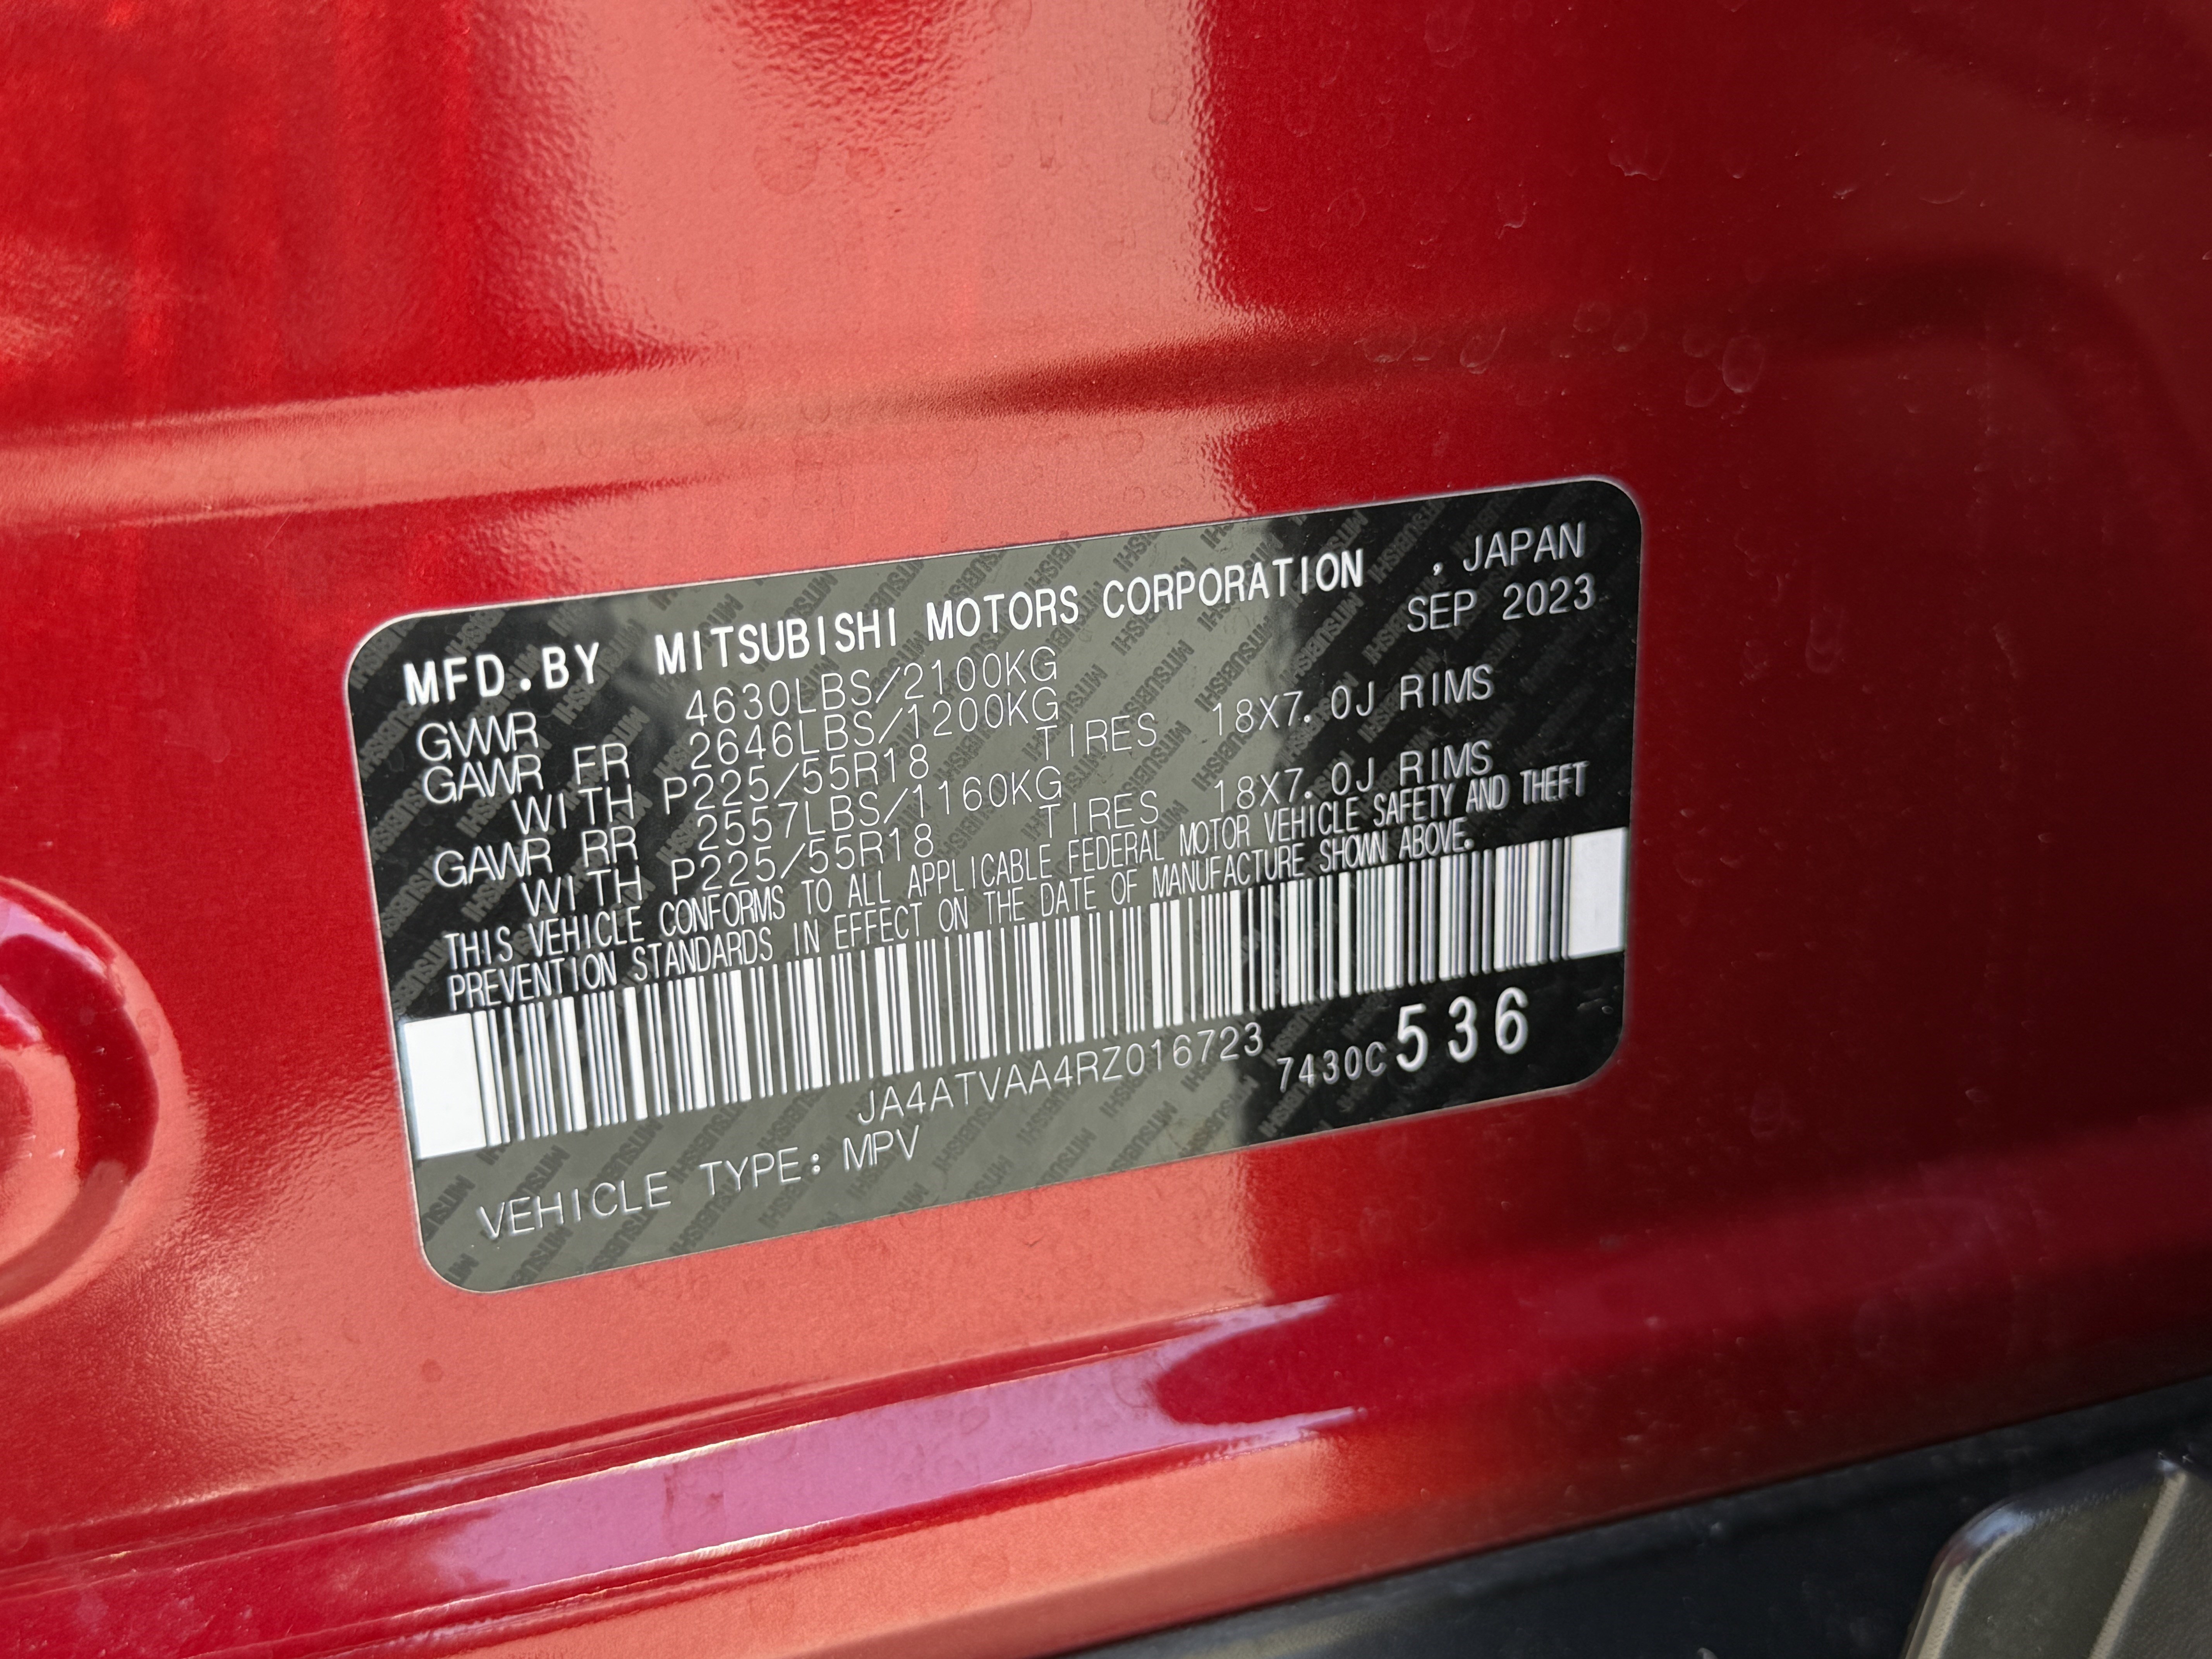 MFD.BY MITSUBISHI MOTORS CORPORATION , JAPAN
SEP 2023
GVWR 4630LBS/2100KG
GAWR FR 2646LBS/1200KG
WITH P225/55R18 TIRES 18X7.0J RIMS
GAWR RR 2557LBS/1160KG
WITH P225/55R18 TIRES 18X7.0J RIMS
THIS VEHICLE CONFORMS TO ALL APPLICABLE FEDERAL MOTOR VEHICLE SAFETY AND THEFT
PREVENTION STANDARDS IN EFFECT ON THE DATE OF MANUFACTURE SHOWN ABOVE.
JA4ATVAA4RZ016723 7430C536
VEHICLE TYPE: MPV